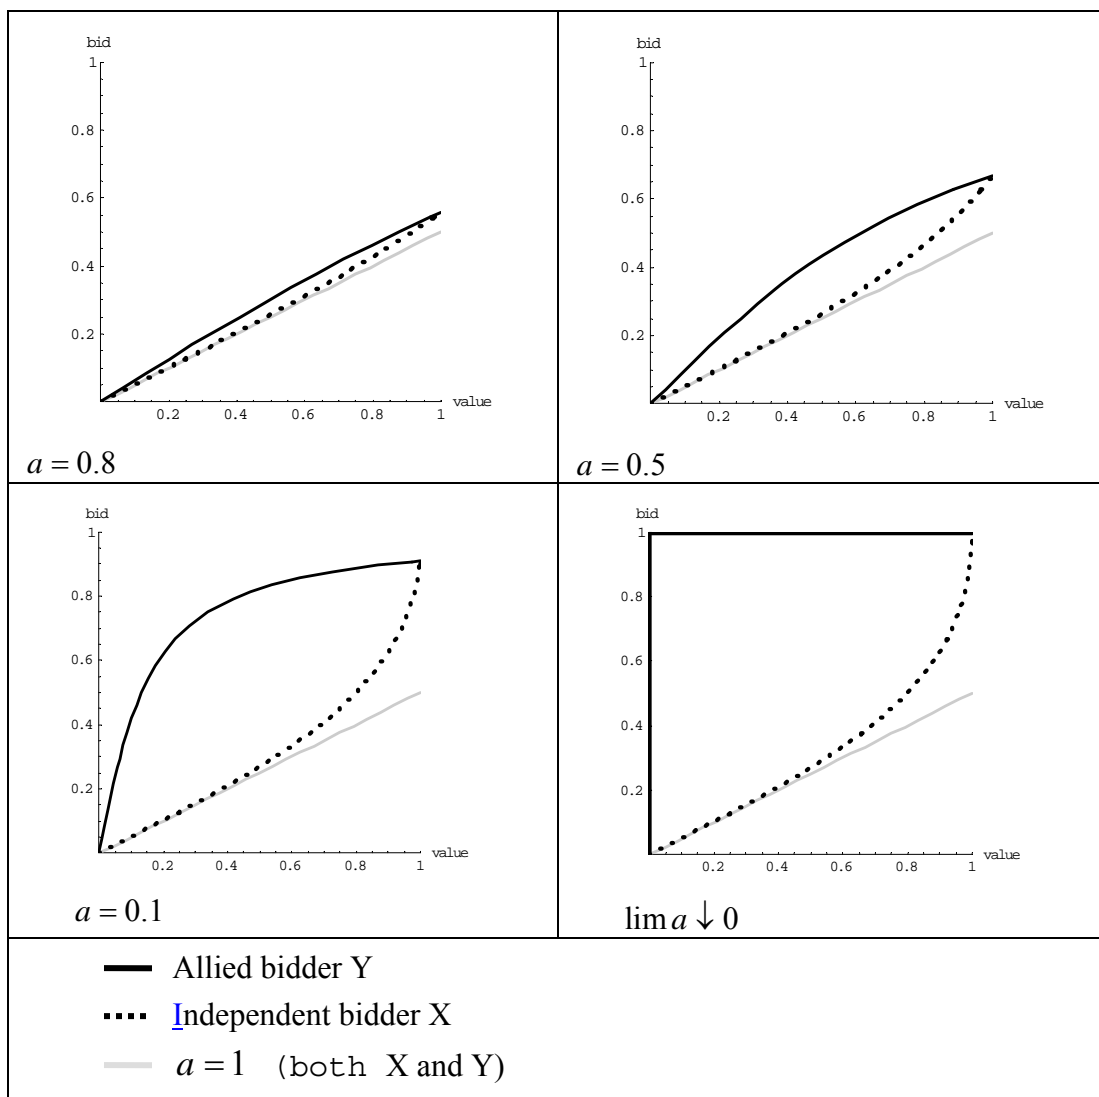 bid
1
0.8
0.6
0.4
0.2
0.2 0.4 0.6 0.8 1 value
a = 0.8
bid
1
0.8
0.6
0.4
0.2
0.2 0.4 0.6 0.8 1 value
a = 0.5
bid
1
0.8
0.6
0.4
0.2
0.2 0.4 0.6 0.8 1 value
a = 0.1
bid
1
0.8
0.6
0.4
0.2
0.2 0.4 0.6 0.8 1 value
lim a ↓ 0
Allied bidder Y
Independent bidder X
a = 1 (both X and Y)